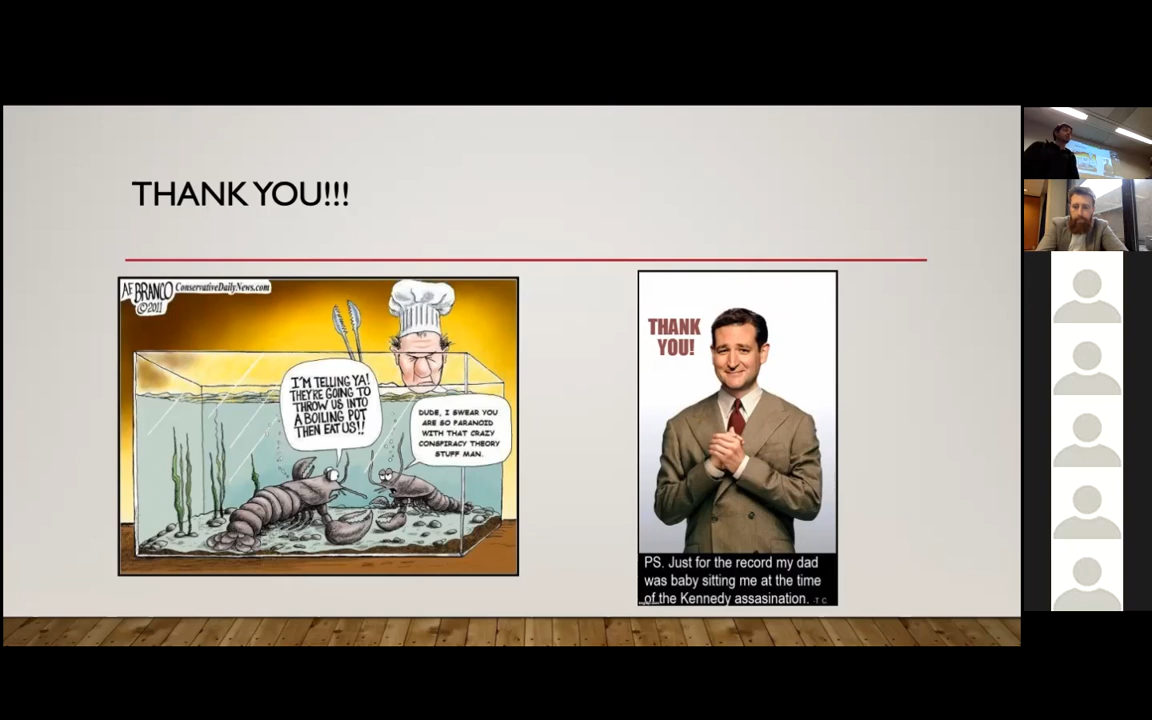 THANK YOU!!!
AF BRANCO
©2011
ConservativeDailyNews.com
I'M TELLING YA!
THEY'RE GOING TO
THROW US INTO
A BOILING POT
THEN EAT US!!
DUDE, I SWEAR YOU
ARE SO PARANOID
WITH THAT CRAZY
CONSPIRACY THEORY
STUFF MAN.
THANK
YOU!
PS. Just for the record my dad
was baby sitting me at the time
of the Kennedy assasination. -T C